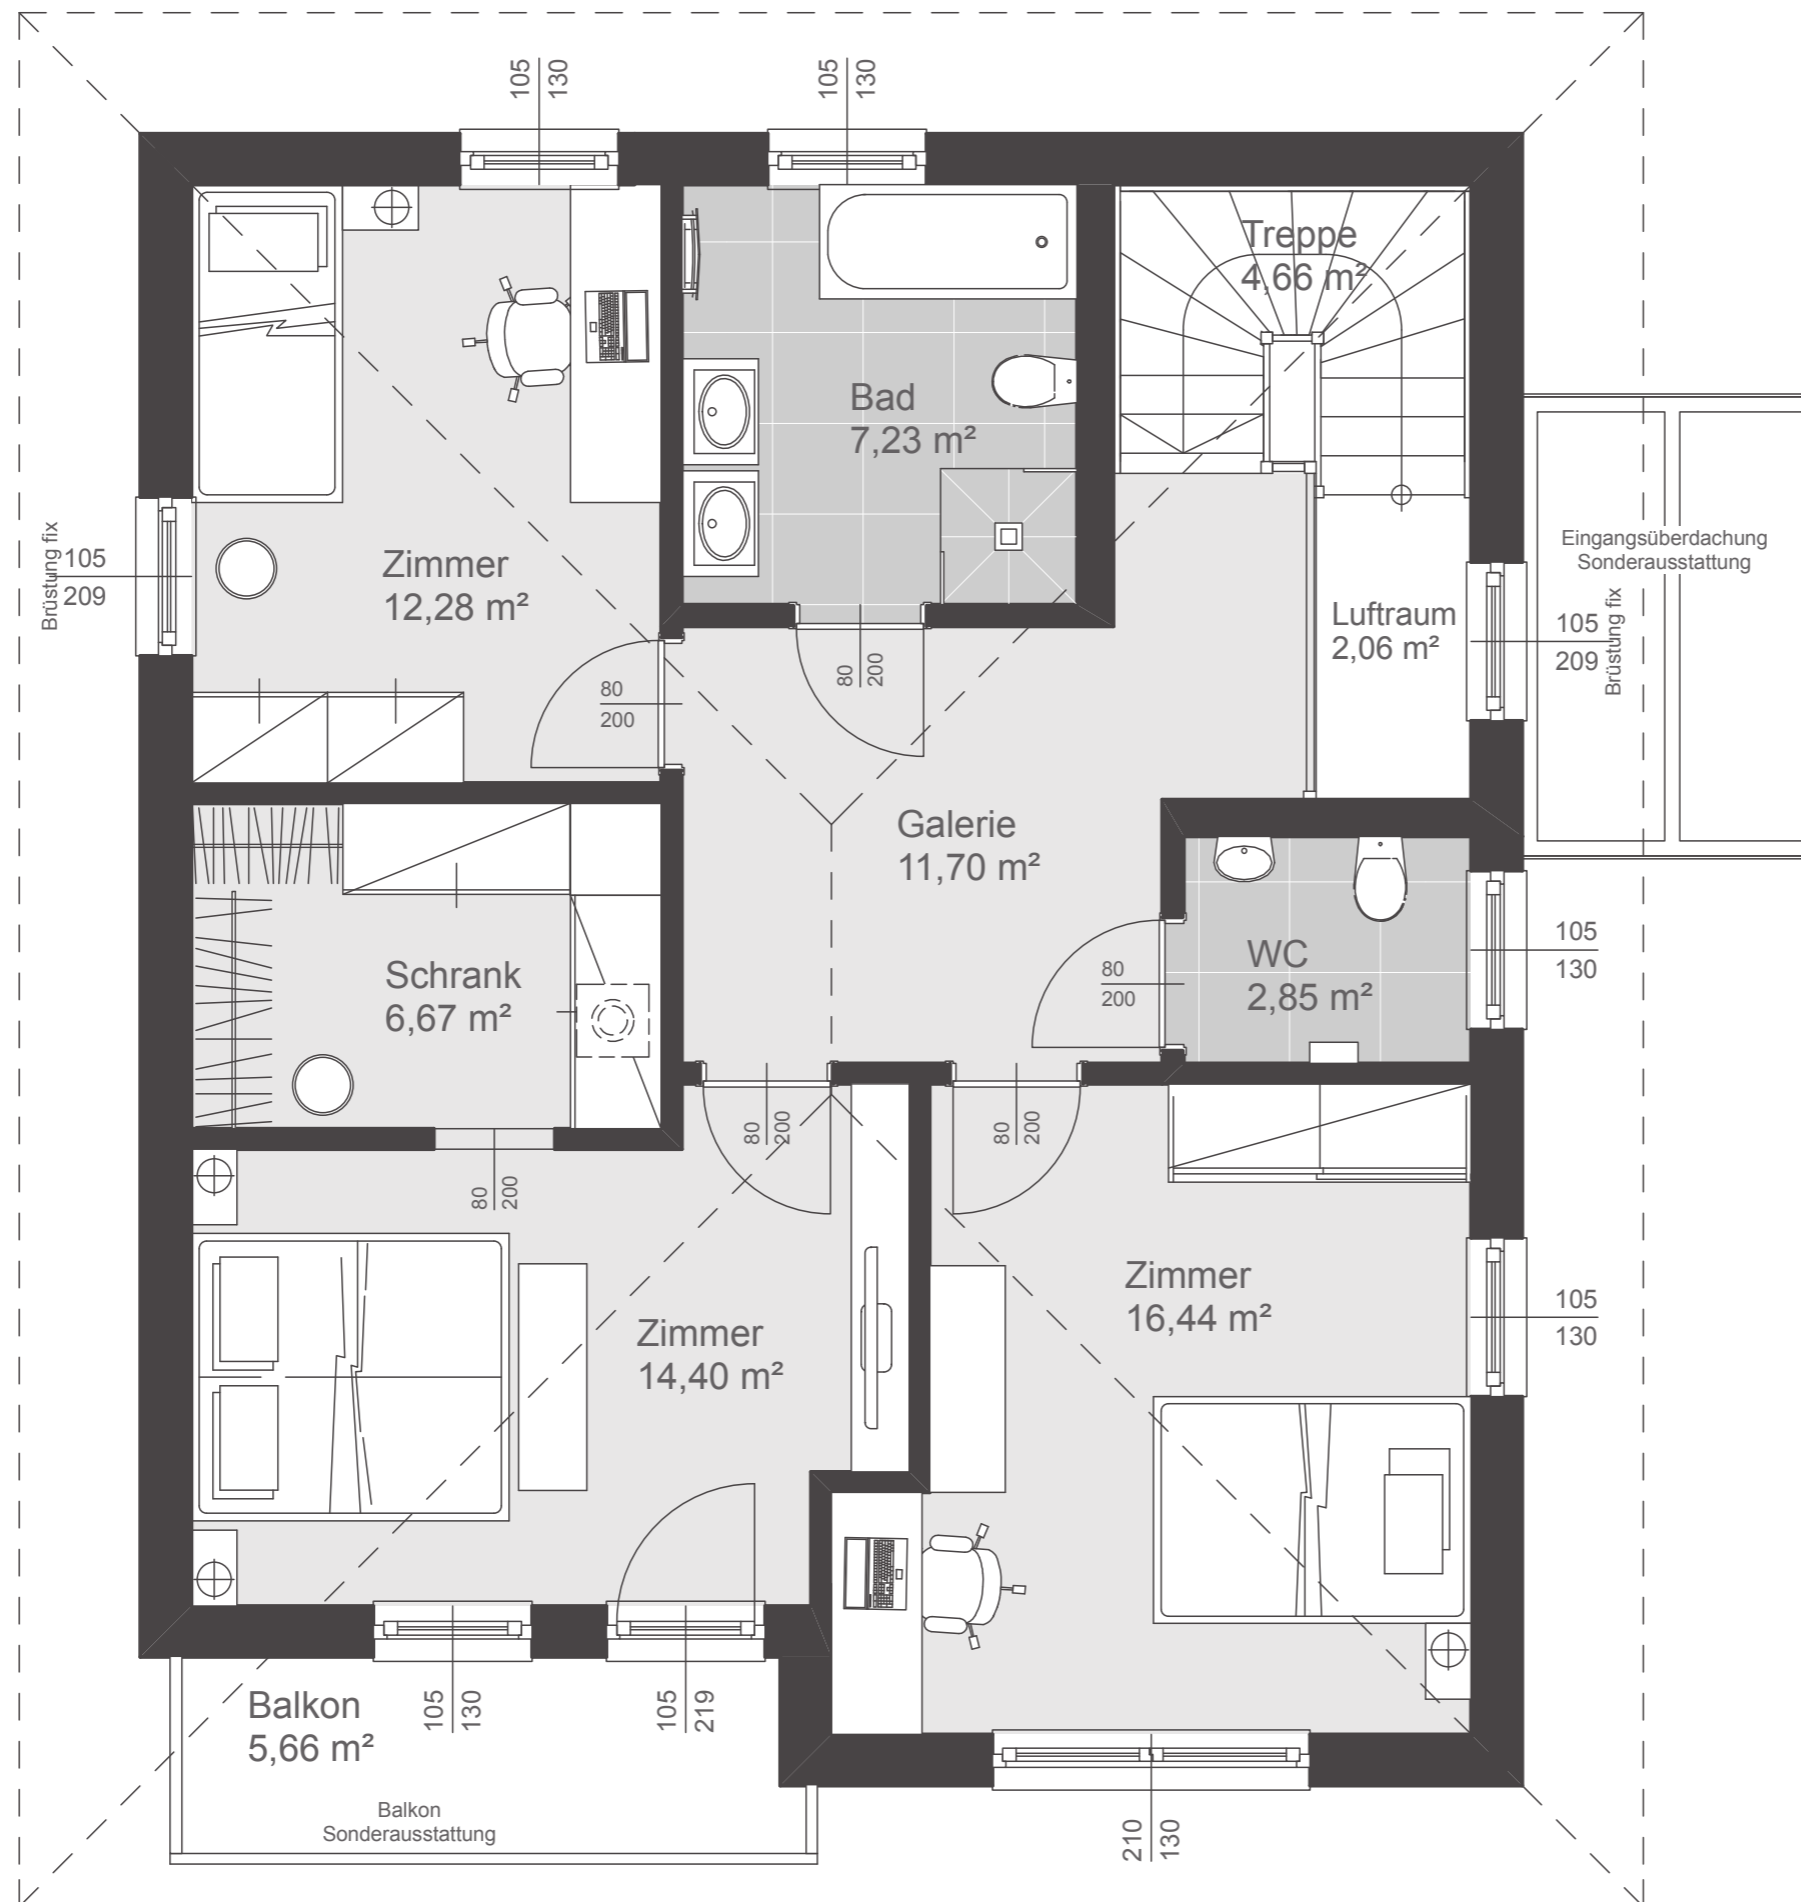 105
130
105
130
Treppe
4,66 m²
Bad
7,23 m²
Brüstung fix
105
209
Zimmer
12,28 m²
Eingangsüberdachung
Sonderausstattung
Luftraum
2,06 m²
105
209
Brüstung fix
80
200
80
200
Galerie
11,70 m²
Schrank
6,67 m²
80
200
WC
2,85 m²
105
130
80
200
80
200
80
200
Zimmer
14,40 m²
Zimmer
16,44 m²
105
130
Balkon
5,66 m²
105
130
105
219
Balkon
Sonderausstattung
210
130